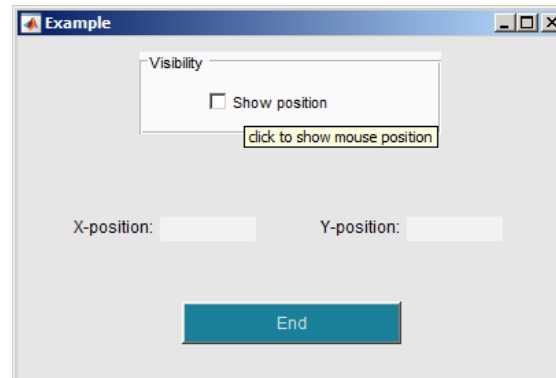 Example
Visibility
Show position
click to show mouse position
X-position:
Y-position:
End